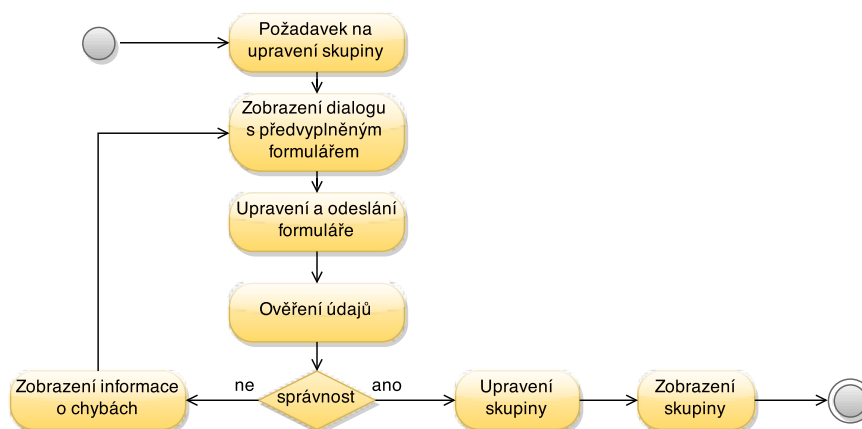 Požadavek na
upravení skupiny
Zobrazení dialogu
s předvyplněným
formulářem
Upravení a odeslání
formuláře
Ověření údajů
Zobrazení informace
o chybách
ne
správnost
ano
Upravení
skupiny
Zobrazení
skupiny